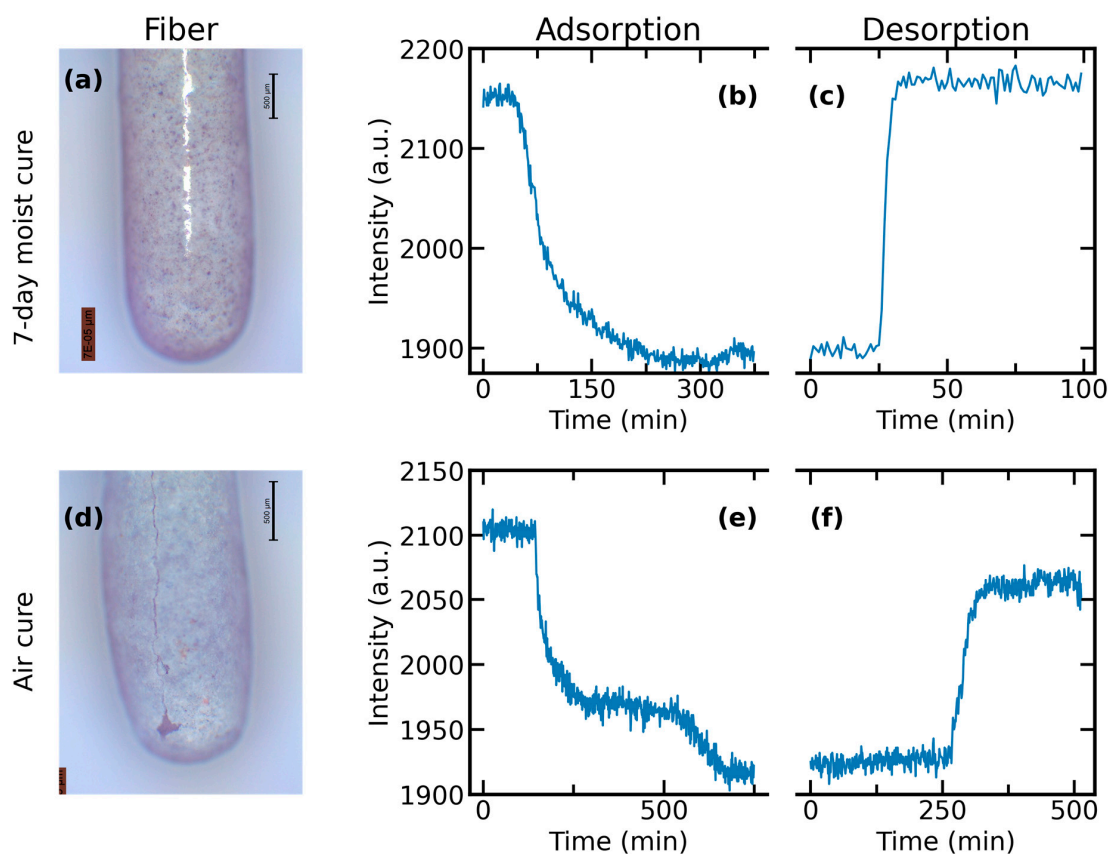 Fiber
Adsorption
Desorption
7-day moist cure
(a)
500 µm
7E-05 µm
Intensity (a.u.)
2200
2100
2000
1900
(b)
0 150 300
Time (min)
(c)
0 50 100
Time (min)
Air cure
(d)
500 µm
Intensity (a.u.)
2150
2100
2050
2000
1950
1900
(e)
0 500
Time (min)
(f)
0 250 500
Time (min)